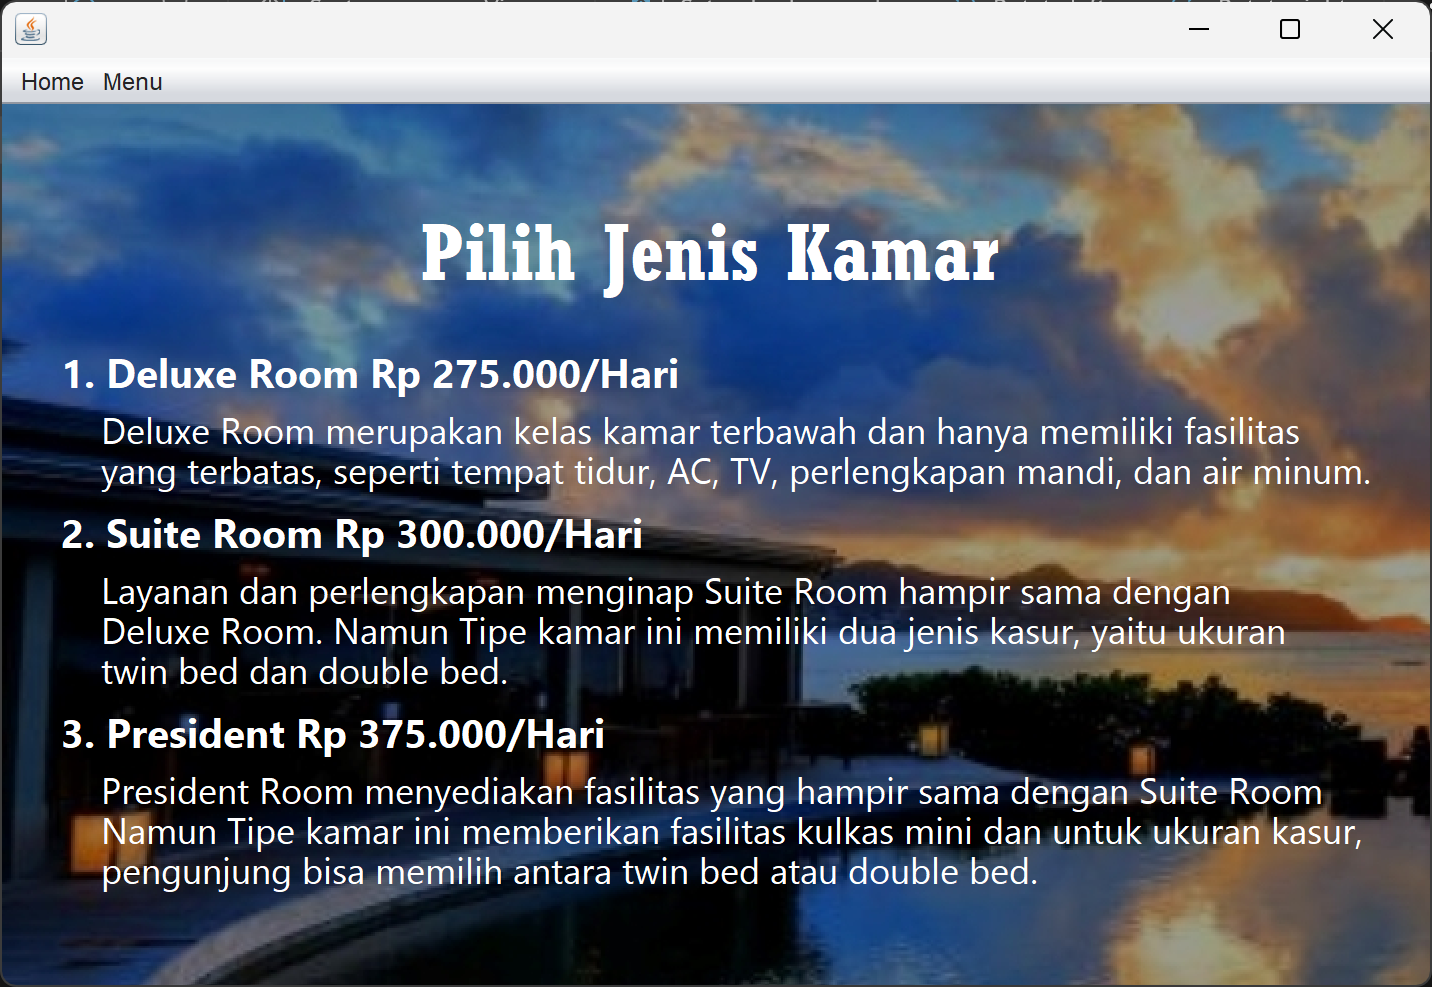 Home Menu
Pilih Jenis Kamar
1. Deluxe Room Rp 275.000/Hari
Deluxe Room merupakan kelas kamar terbawah dan hanya memiliki fasilitas
yang terbatas, seperti tempat tidur, AC, TV, perlengkapan mandi, dan air minum.
2. Suite Room Rp 300.000/Hari
Layanan dan perlengkapan menginap Suite Room hampir sama dengan
Deluxe Room. Namun Tipe kamar ini memiliki dua jenis kasur, yaitu ukuran
twin bed dan double bed.
3. President Rp 375.000/Hari
President Room menyediakan fasilitas yang hampir sama dengan Suite Room
Namun Tipe kamar ini memberikan fasilitas kulkas mini dan untuk ukuran kasur,
pengunjung bisa memilih antara twin bed atau double bed.